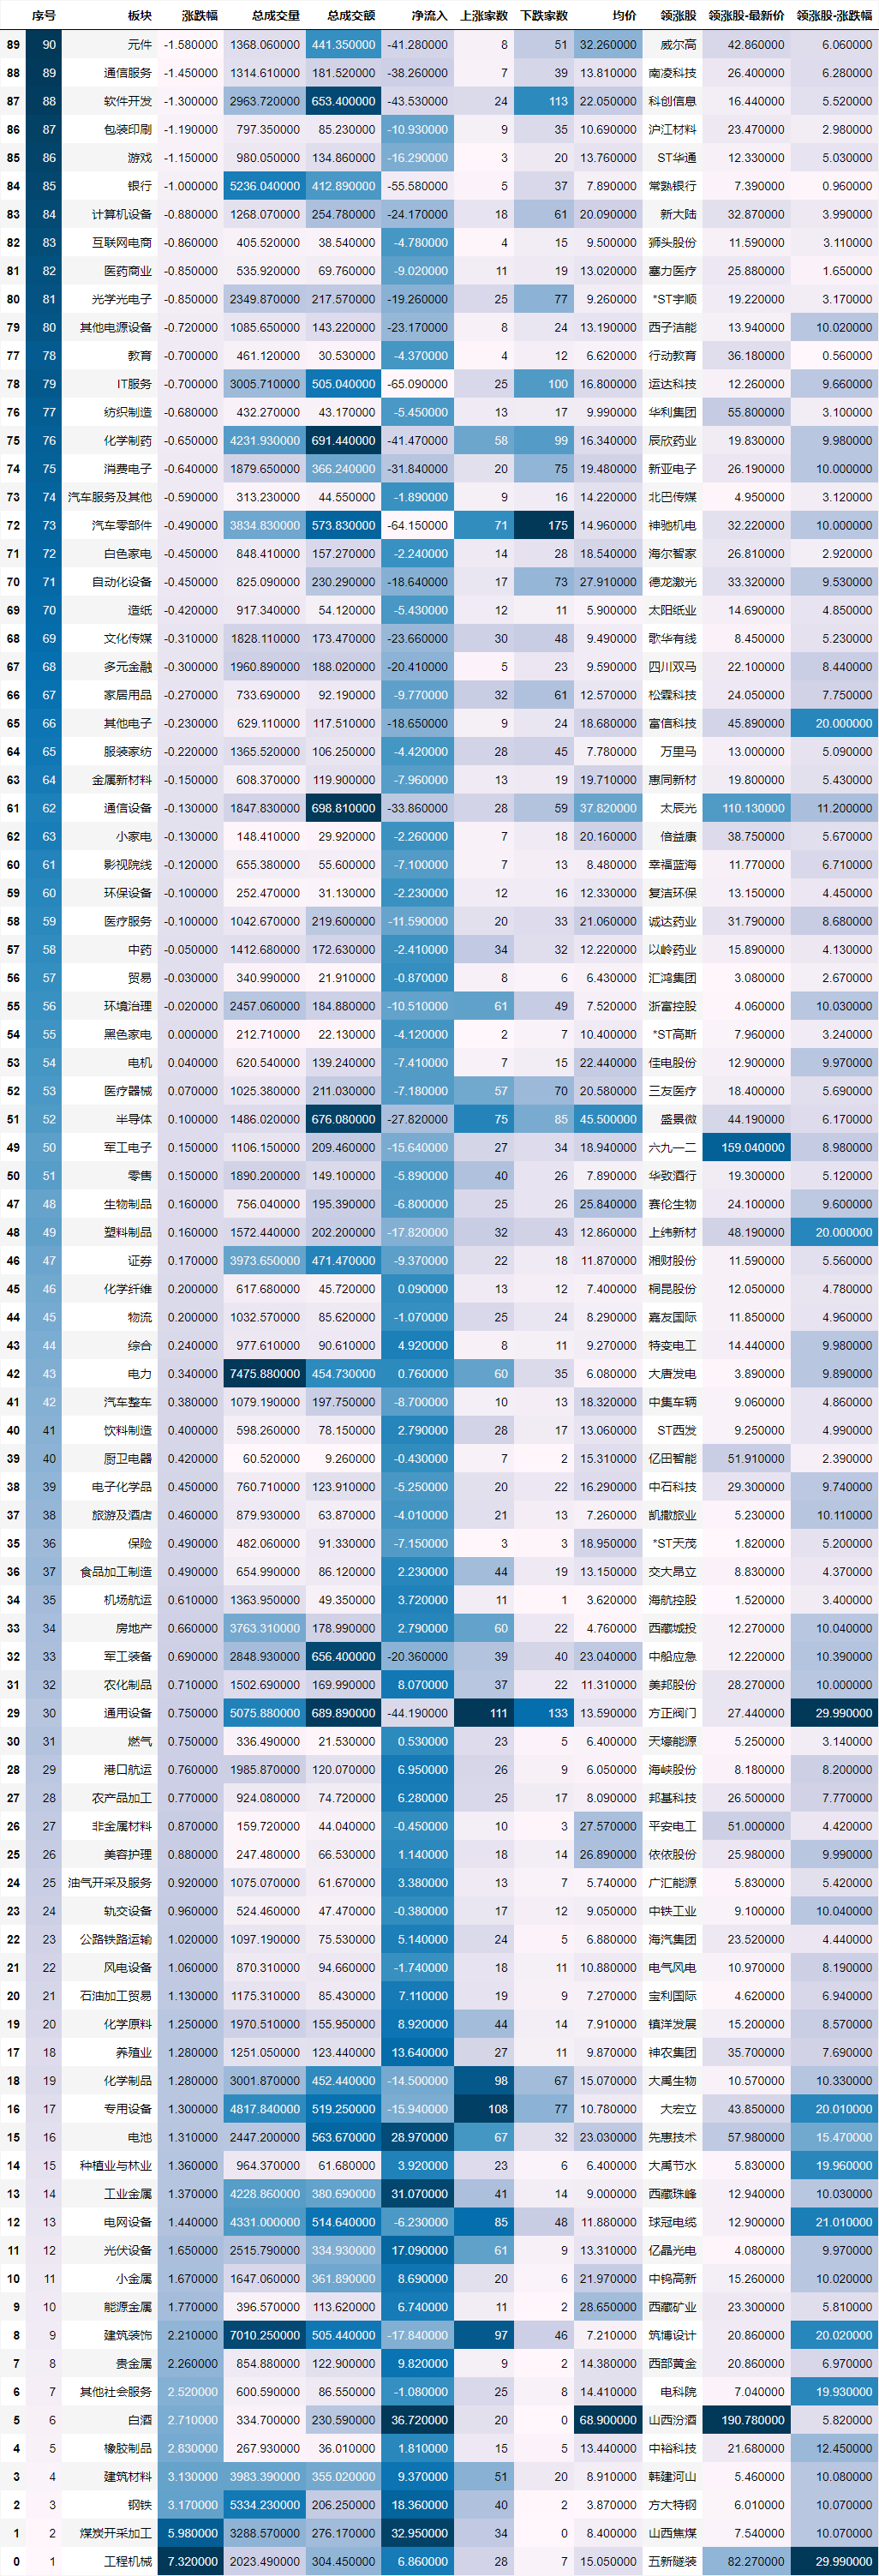 序号 板块 涨跌幅 总成交量 总成交额 净流入 上涨家数 下跌家数 均价 领涨股 领涨股-最新价 领涨股-涨跌幅
89 90 元件 -1.580000 1368.060000 441.350000 -41.280000 8 51 32.260000 威尔高 42.860000 6.060000
88 89 通信服务 -1.450000 1314.610000 181.520000 -38.260000 7 39 13.810000 南凌科技 26.400000 6.280000
87 88 软件开发 -1.300000 2963.720000 653.400000 -43.530000 24 113 22.050000 科创信息 16.440000 5.520000
86 87 包装印刷 -1.190000 797.350000 85.230000 -10.930000 9 35 10.690000 沪江材料 23.470000 2.980000
85 86 游戏 -1.150000 980.050000 134.860000 -16.290000 3 20 13.760000 ST华通 12.330000 5.030000
84 85 银行 -1.000000 5236.040000 412.890000 -55.580000 5 37 7.890000 常熟银行 7.390000 0.960000
83 84 计算机设备 -0.880000 1268.070000 254.780000 -24.170000 18 61 20.090000 新大陆 32.870000 3.990000
82 83 互联网电商 -0.860000 405.520000 38.540000 -4.780000 4 15 9.500000 狮头股份 11.590000 3.110000
81 82 医药商业 -0.850000 535.920000 69.760000 -9.020000 11 19 13.020000 塞力医疗 25.880000 1.650000
80 81 光学光电子 -0.850000 2349.870000 217.570000 -19.260000 25 77 9.260000 *ST宇顺 19.220000 3.170000
79 80 其他电源设备 -0.720000 1085.650000 143.220000 -23.170000 8 24 13.190000 西子洁能 13.940000 10.020000
77 78 教育 -0.700000 461.120000 30.530000 -4.370000 4 12 6.620000 行动教育 36.180000 0.560000
78 79 IT服务 -0.700000 3005.710000 505.040000 -65.090000 25 100 16.800000 运达科技 12.260000 9.660000
76 77 纺织制造 -0.680000 432.270000 43.170000 -5.450000 13 17 9.990000 华利集团 55.800000 3.100000
75 76 化学制药 -0.650000 4231.930000 691.440000 -41.470000 58 99 16.340000 辰欣药业 19.830000 9.980000
74 75 消费电子 -0.640000 1879.650000 366.240000 -31.840000 20 75 19.480000 新亚电子 26.190000 10.000000
73 74 汽车服务及其他 -0.590000 313.230000 44.550000 -1.890000 9 16 14.220000 北巴传媒 4.950000 3.120000
72 73 汽车零部件 -0.490000 3834.830000 573.830000 -64.150000 71 175 14.960000 神驰机电 32.220000 10.000000
71 72 白色家电 -0.450000 848.410000 157.270000 -2.240000 14 28 18.540000 海尔智家 26.810000 2.920000
70 71 自动化设备 -0.450000 825.090000 230.290000 -18.640000 17 73 27.910000 德龙激光 33.320000 9.530000
69 70 造纸 -0.420000 917.340000 54.120000 -5.430000 12 11 5.900000 太阳纸业 14.690000 4.850000
68 69 文化传媒 -0.310000 1828.110000 173.470000 -23.660000 30 48 9.490000 歌华有线 8.450000 5.230000
67 68 多元金融 -0.300000 1960.890000 188.020000 -20.410000 5 23 9.590000 四川双马 22.100000 8.440000
66 67 家居用品 -0.270000 733.690000 92.190000 -9.770000 32 61 12.570000 松霖科技 24.050000 7.750000
65 66 其他电子 -0.230000 629.110000 117.510000 -18.650000 9 24 18.680000 富信科技 45.890000 20.000000
64 65 服装家纺 -0.220000 1365.520000 106.250000 -4.420000 28 45 7.780000 万里马 13.000000 5.090000
63 64 金属新材料 -0.150000 608.370000 119.900000 -7.960000 13 19 19.710000 惠同新材 19.800000 5.430000
61 62 通信设备 -0.130000 1847.830000 698.810000 -33.860000 28 59 37.820000 太辰光 110.130000 11.200000
62 63 小家电 -0.130000 148.410000 29.920000 -2.260000 7 18 20.160000 倍益康 38.750000 5.670000
60 61 影视院线 -0.120000 655.380000 55.600000 -7.100000 7 13 8.480000 幸福蓝海 11.770000 6.710000
59 60 环保设备 -0.100000 252.470000 31.130000 -2.230000 12 16 12.330000 复洁环保 13.150000 4.450000
58 59 医疗服务 -0.100000 1042.670000 219.600000 -11.590000 20 33 21.060000 诚达药业 31.790000 8.680000
57 58 中药 -0.050000 1412.680000 172.630000 -2.410000 34 32 12.220000 以岭药业 15.890000 4.130000
56 57 贸易 -0.030000 340.990000 21.910000 -0.870000 8 6 6.430000 汇鸿集团 3.080000 2.670000
55 56 环境治理 -0.020000 2457.060000 184.880000 -10.510000 61 49 7.520000 浙富控股 4.060000 10.030000
54 55 黑色家电 0.000000 212.710000 22.130000 -4.120000 2 7 10.400000 *ST高斯 7.960000 3.240000
53 54 电机 0.040000 620.540000 139.240000 -7.410000 7 15 22.440000 佳电股份 12.900000 9.970000
52 53 医疗器械 0.070000 1025.380000 211.030000 -7.180000 57 70 20.580000 三友医疗 18.400000 5.690000
51 52 半导体 0.100000 1486.020000 676.080000 -27.820000 75 85 45.500000 盛景微 44.190000 6.170000
49 50 军工电子 0.150000 1106.150000 209.460000 -15.640000 27 34 18.940000 六九一二 159.040000 8.980000
50 51 零售 0.150000 1890.200000 149.100000 -5.890000 40 26 7.890000 华致酒行 19.300000 5.120000
47 48 生物制品 0.160000 756.040000 195.390000 -6.800000 25 26 25.840000 赛伦生物 24.100000 9.600000
48 49 塑料制品 0.160000 1572.440000 202.200000 -17.820000 32 43 12.860000 上纬新材 48.190000 20.000000
46 47 证券 0.170000 3973.650000 471.470000 -9.370000 22 18 11.870000 湘财股份 11.590000 5.560000
45 46 化学纤维 0.200000 617.680000 45.720000 0.090000 13 12 7.400000 桐昆股份 12.050000 4.780000
44 45 物流 0.200000 1032.570000 85.620000 -1.070000 25 24 8.290000 嘉友国际 11.850000 4.960000
43 44 综合 0.240000 977.610000 90.610000 4.920000 8 11 9.270000 特变电工 14.440000 9.980000
42 43 电力 0.340000 7475.880000 454.730000 0.760000 60 35 6.080000 大唐发电 3.890000 9.890000
41 42 汽车整车 0.380000 1079.190000 197.750000 -8.700000 10 13 18.320000 中集车辆 9.060000 4.860000
40 41 饮料制造 0.400000 598.260000 78.150000 2.790000 28 17 13.060000 ST西发 9.250000 4.990000
39 40 厨卫电器 0.420000 60.520000 9.260000 -0.430000 7 2 15.310000 亿田智能 51.910000 2.390000
38 39 电子化学品 0.450000 760.710000 123.910000 -5.250000 20 22 16.290000 中石科技 29.300000 9.740000
37 38 旅游及酒店 0.460000 879.930000 63.870000 -4.010000 21 13 7.260000 凯撒旅业 5.230000 10.110000
35 36 保险 0.490000 482.060000 91.330000 -7.150000 3 3 18.950000 *ST天茂 1.820000 5.200000
36 37 食品加工制造 0.490000 654.990000 86.120000 2.230000 44 19 13.150000 交大昂立 8.830000 4.370000
34 35 机场航运 0.610000 1363.950000 49.350000 3.720000 11 1 3.620000 海航控股 1.520000 3.400000
33 34 房地产 0.660000 3763.310000 178.990000 2.790000 60 22 4.760000 西藏城投 12.270000 10.040000
32 33 军工装备 0.690000 2848.930000 656.400000 -20.360000 39 40 23.040000 中船应急 12.220000 10.390000
31 32 农化制品 0.710000 1502.690000 169.990000 8.070000 37 22 11.310000 美邦股份 28.270000 10.000000
29 30 通用设备 0.750000 5075.880000 689.890000 -44.190000 111 133 13.590000 方正阀门 27.440000 29.990000
30 31 燃气 0.750000 336.490000 21.530000 0.530000 23 5 6.400000 天壕能源 5.250000 3.140000
28 29 港口航运 0.760000 1985.870000 120.070000 6.950000 26 9 6.050000 海峡股份 8.180000 8.200000
27 28 农产品加工 0.770000 924.080000 74.720000 6.280000 25 17 8.090000 邦基科技 26.500000 7.770000
26 27 非金属材料 0.870000 159.720000 44.040000 -0.450000 10 3 27.570000 平安电工 51.000000 4.420000
25 26 美容护理 0.880000 247.480000 66.530000 1.140000 18 14 26.890000 依依股份 25.980000 9.990000
24 25 油气开采及服务 0.920000 1075.070000 61.670000 3.380000 13 7 5.740000 广汇能源 5.830000 5.420000
23 24 轨交设备 0.960000 524.460000 47.470000 -0.380000 17 12 9.050000 中铁工业 9.100000 10.040000
22 23 公路铁路运输 1.020000 1097.190000 75.530000 5.140000 24 5 6.880000 海汽集团 23.520000 4.440000
21 22 风电设备 1.060000 870.310000 94.660000 -1.740000 18 11 10.880000 电气风电 10.970000 8.190000
20 21 石油加工贸易 1.130000 1175.310000 85.430000 7.110000 19 9 7.270000 宝利国际 4.620000 6.940000
19 20 化学原料 1.250000 1970.510000 155.950000 8.920000 44 14 7.910000 镇洋发展 15.200000 8.570000
17 18 养殖业 1.280000 1251.050000 123.440000 13.640000 27 11 9.870000 神农集团 35.700000 7.690000
18 19 化学制品 1.280000 3001.870000 452.440000 -14.500000 98 67 15.070000 大禹生物 10.570000 10.330000
16 17 专用设备 1.300000 4817.840000 519.250000 -15.940000 108 77 10.780000 大宏立 43.850000 20.010000
15 16 电池 1.310000 2447.200000 563.670000 28.970000 67 32 23.030000 先惠技术 57.980000 15.470000
14 15 种植业与林业 1.360000 964.370000 61.680000 3.920000 23 6 6.400000 大禹节水 5.830000 19.960000
13 14 工业金属 1.370000 4228.860000 380.690000 31.070000 41 14 9.000000 西藏珠峰 12.940000 10.030000
12 13 电网设备 1.440000 4331.000000 514.640000 -6.230000 85 48 11.880000 球冠电缆 12.900000 21.010000
11 12 光伏设备 1.650000 2515.790000 334.930000 17.090000 61 9 13.310000 亿晶光电 4.080000 9.970000
10 11 小金属 1.670000 1647.060000 361.890000 8.690000 20 6 21.970000 中钨高新 15.260000 10.020000
9 10 能源金属 1.770000 396.570000 113.620000 6.740000 11 2 28.650000 西藏矿业 23.300000 5.810000
8 9 建筑装饰 2.210000 7010.250000 505.440000 -17.840000 97 46 7.210000 筑博设计 20.860000 20.020000
7 8 贵金属 2.260000 854.880000 122.900000 9.820000 9 2 14.380000 西部黄金 20.860000 6.970000
6 7 其他社会服务 2.520000 600.590000 86.550000 -1.080000 25 8 14.410000 电科院 7.040000 19.930000
5 6 白酒 2.710000 334.700000 230.590000 36.720000 20 0 68.900000 山西汾酒 190.780000 5.820000
4 5 橡胶制品 2.830000 267.930000 36.010000 1.810000 15 5 13.440000 中裕科技 21.680000 12.450000
3 4 建筑材料 3.130000 3983.390000 355.020000 9.370000 51 20 8.910000 韩建河山 5.460000 10.080000
2 3 钢铁 3.170000 5334.230000 206.250000 18.360000 40 2 3.870000 方大特钢 6.010000 10.070000
1 2 煤炭开采加工 5.980000 3288.570000 276.170000 32.950000 34 0 8.400000 山西焦煤 7.540000 10.070000
0 1 工程机械 7.320000 2023.490000 304.450000 6.860000 28 7 15.050000 五新隧装 82.270000 29.990000